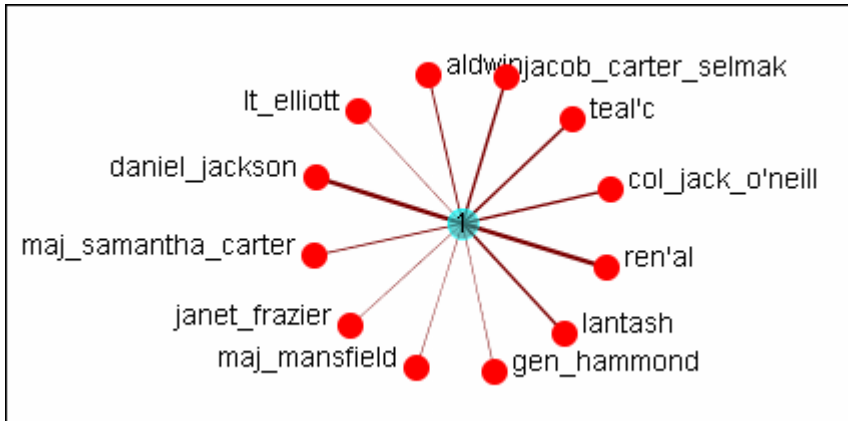 aldwin
jacob_carter_selmak
lt_elliott
teal'c
daniel_jackson
col_jack_o'neill
1
maj_samantha_carter
ren'al
janet_frazier
lantash
maj_mansfield
gen_hammond